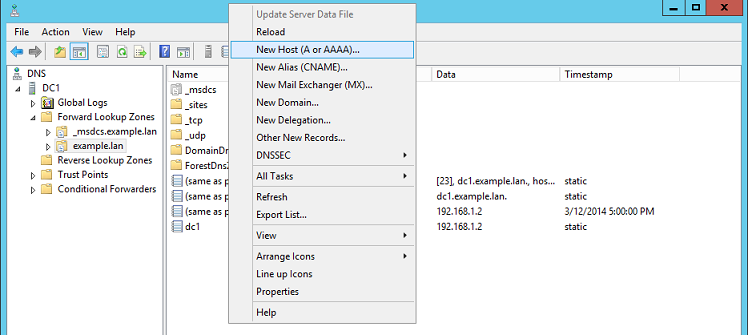 File Action View Help
DNS
DC1
Global Logs
Forward Lookup Zones
_msdcs.example.lan
example.lan
Reverse Lookup Zones
Trust Points
Conditional Forwarders
Name
_msdcs
_sites
_tcp
_udp
DomainDn
ForestDnsZ
(same as p
(same as p
(same as p
dc1
Update Server Data File
Reload
New Host (A or AAAA)...
New Alias (CNAME)...
New Mail Exchanger (MX)...
New Domain...
New Delegation...
Other New Records...
DNSSEC
All Tasks
Refresh
Export List...
View
Arrange Icons
Line up Icons
Properties
Help
Data Timestamp
[23], dc1.example.lan., hos... static
dc1.example.lan. static
192.168.1.2 3/12/2014 5:00:00 PM
192.168.1.2 static